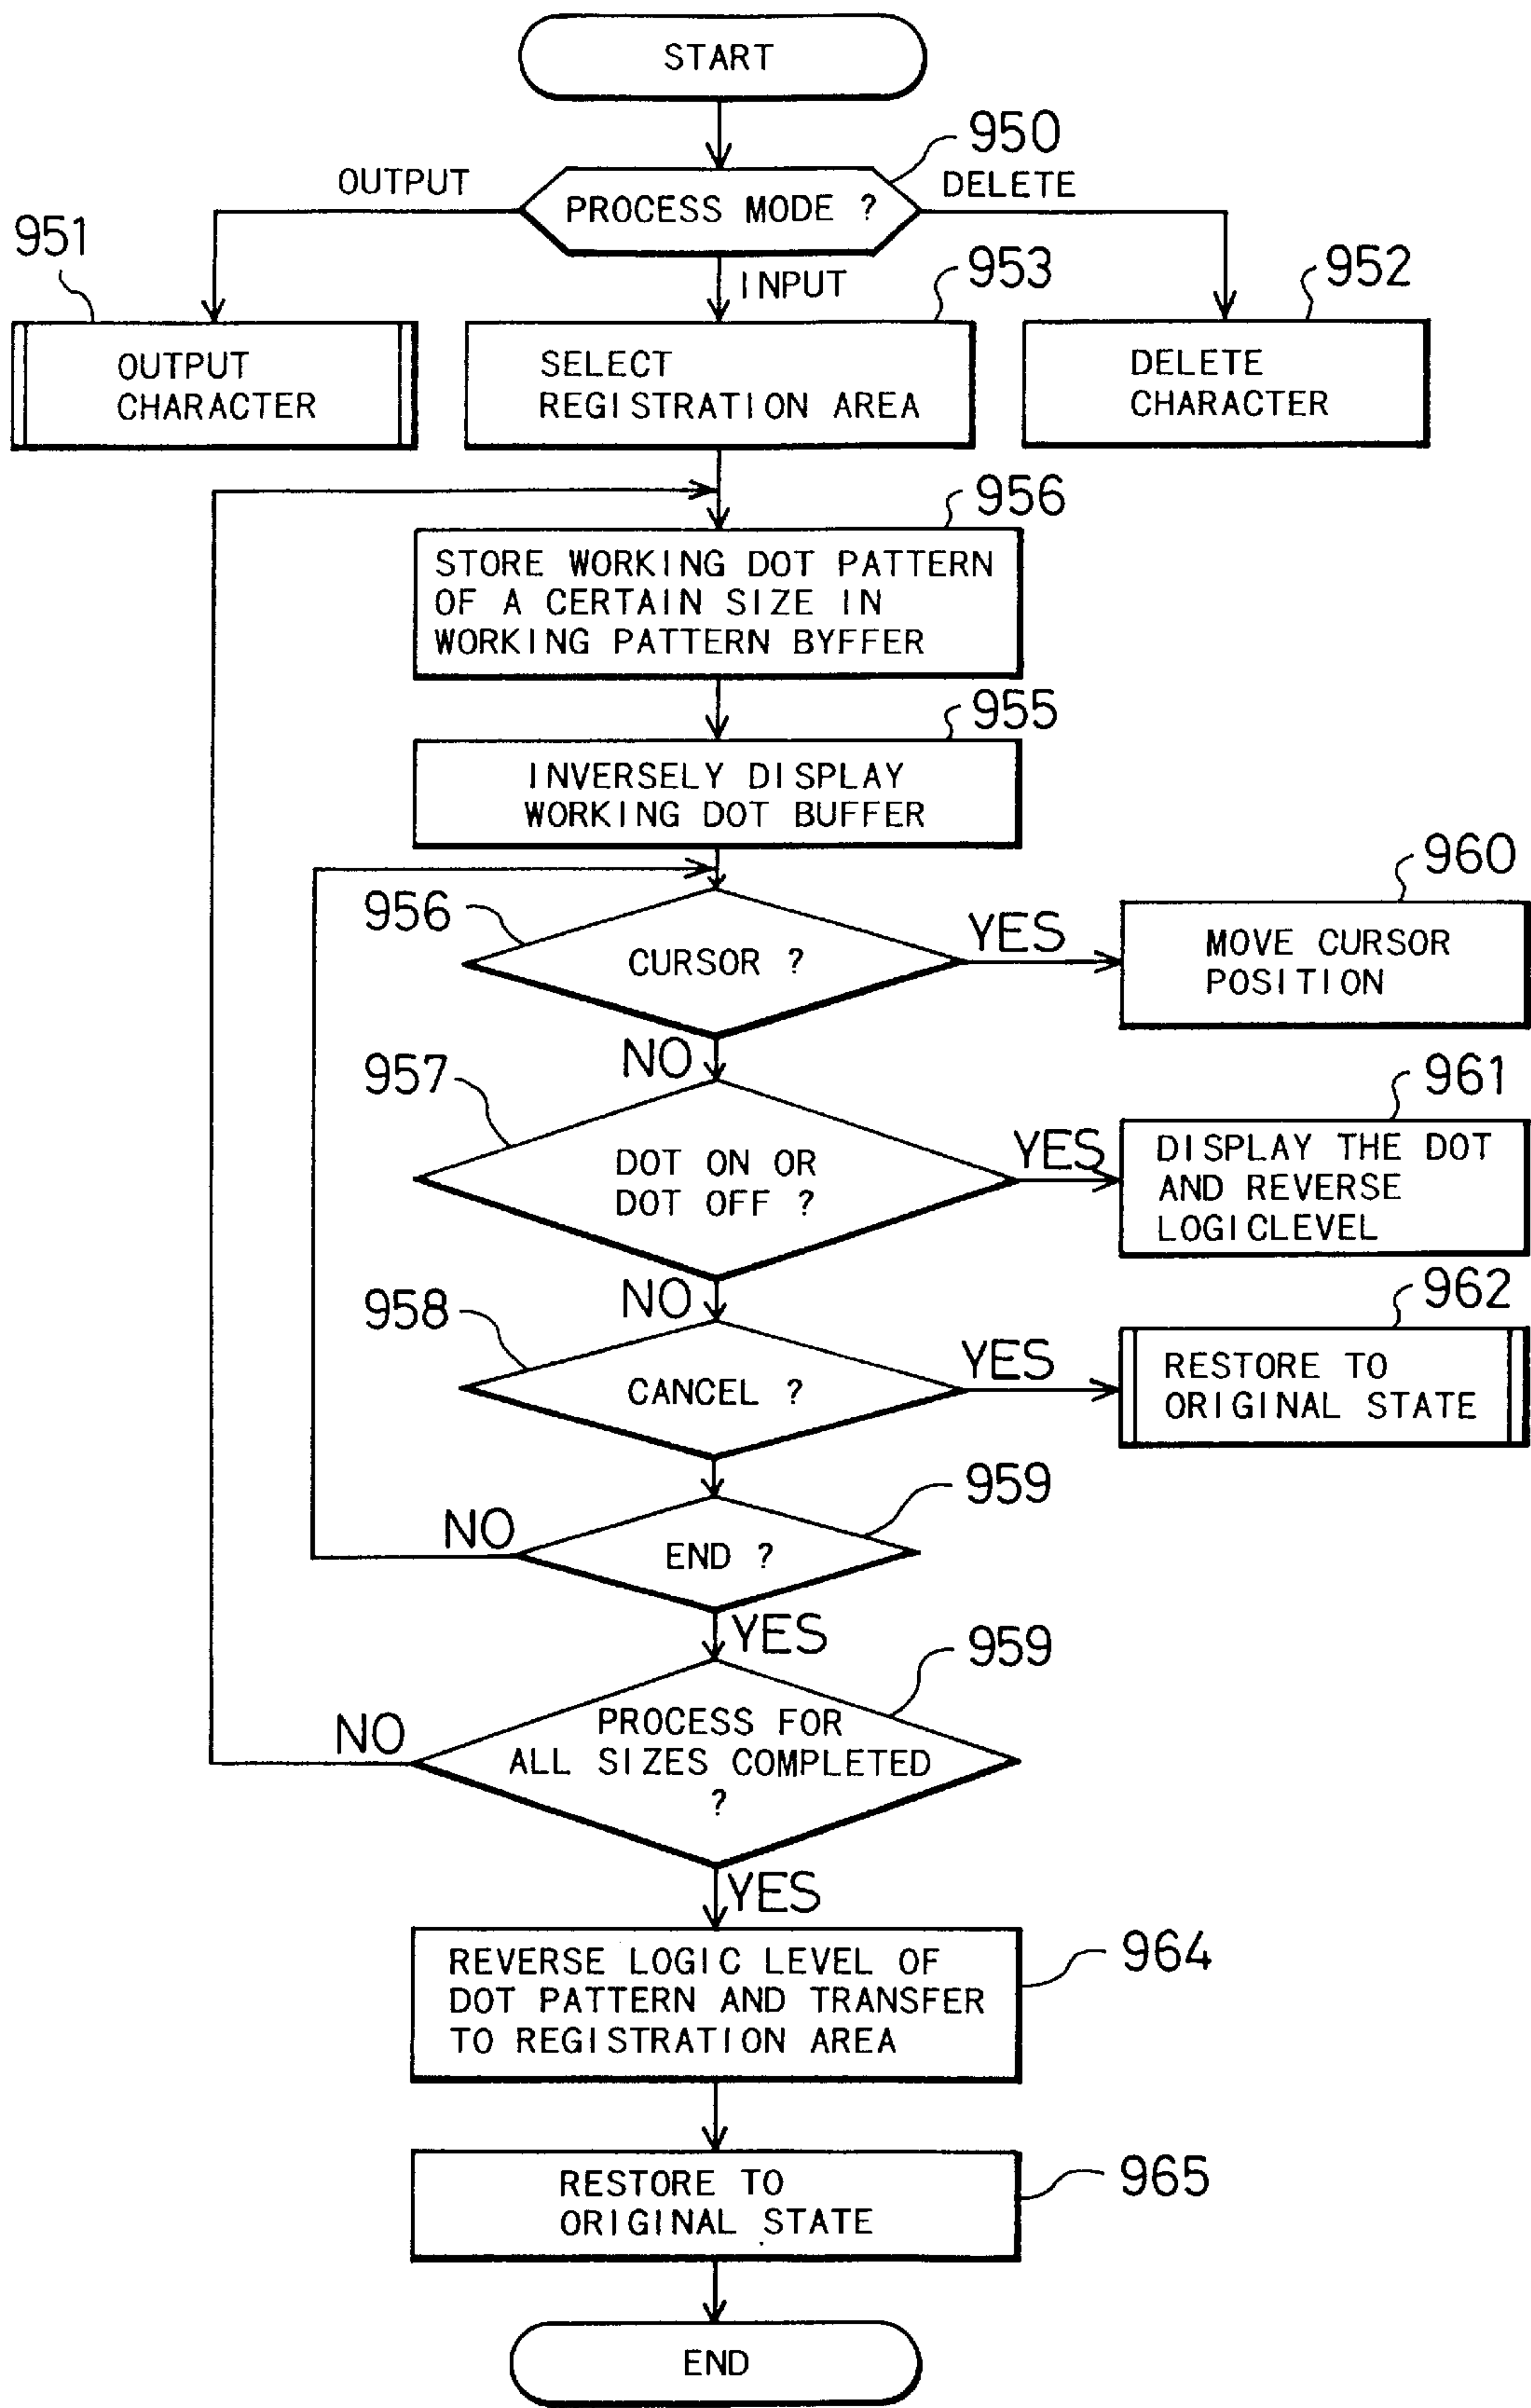 START
950
OUTPUT
DELETE
PROCESS MODE ?
951
INPUT
953
952
OUTPUT
CHARACTER
SELECT
REGISTRATION AREA
DELETE
CHARACTER
956
STORE WORKING DOT PATTERN
OF A CERTAIN SIZE IN
WORKING PATTERN BYFFER
955
INVERSELY DISPLAY
WORKING DOT BUFFER
956
CURSOR ?
YES
960
MOVE CURSOR
POSITION
NO
957
DOT ON OR
DOT OFF ?
YES
961
DISPLAY THE DOT
AND REVERSE
LOGICLEVEL
NO
958
CANCEL ?
YES
962
RESTORE TO
ORIGINAL STATE
959
NO
END ?
YES
959
NO
PROCESS FOR
ALL SIZES COMPLETED
?
YES
REVERSE LOGIC LEVEL OF
DOT PATTERN AND TRANSFER
TO REGISTRATION AREA
964
RESTORE TO
ORIGINAL STATE
965
END